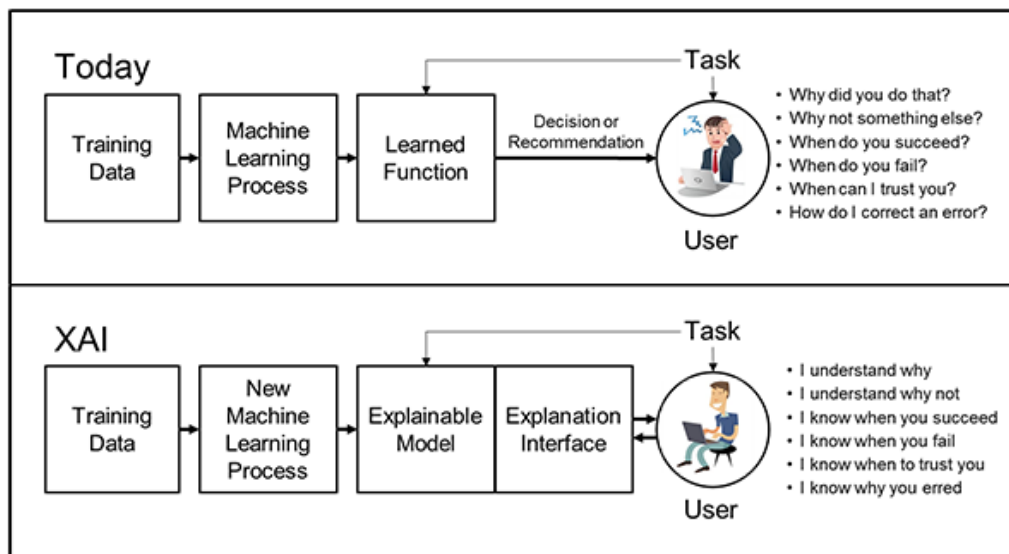 Today
Task
Training
Data
Machine
Learning
Process
Learned
Function
Decision or
Recommendation
User
• Why did you do that?
• Why not something else?
• When do you succeed?
• When do you fail?
• When can I trust you?
• How do I correct an error?
XAI
Task
Training
Data
New
Machine
Learning
Process
Explainable
Model
Explanation
Interface
User
• I understand why
• I understand why not
• I know when you succeed
• I know when you fail
• I know when to trust you
• I know why you erred